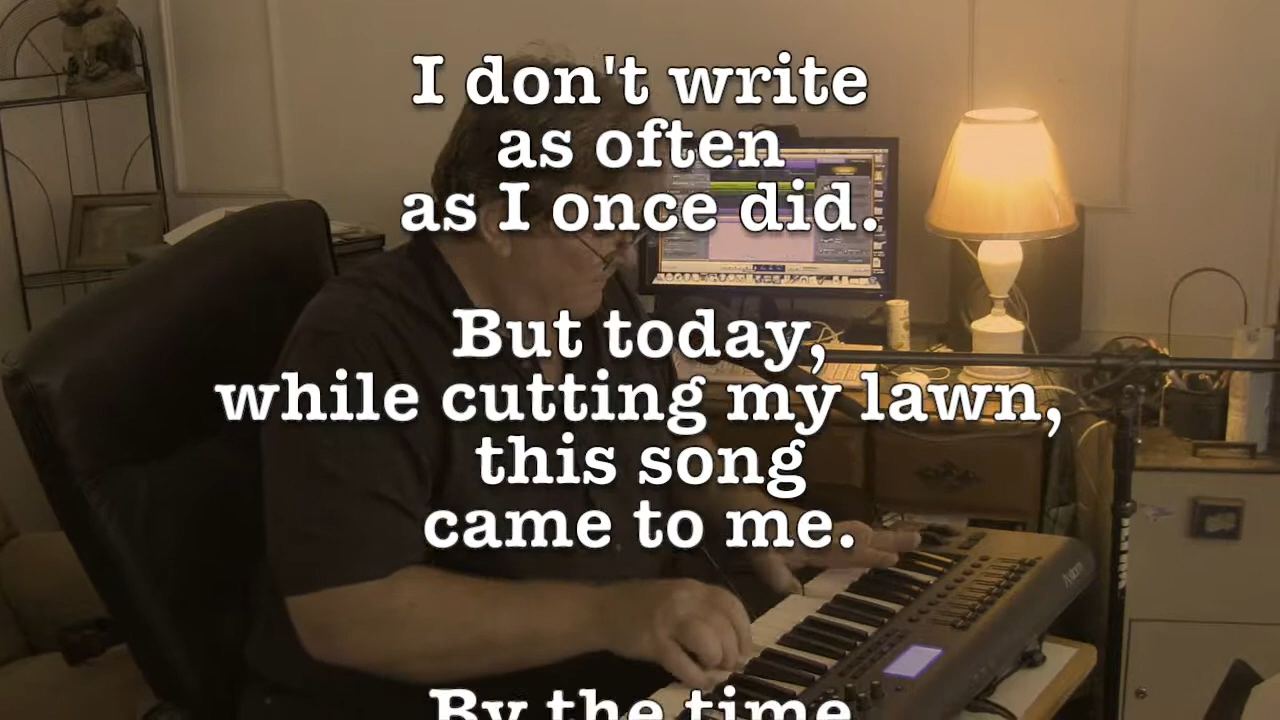 I don't write
as often
as I once did.
But today,
while cutting my lawn,
this song
came to me.
By the time